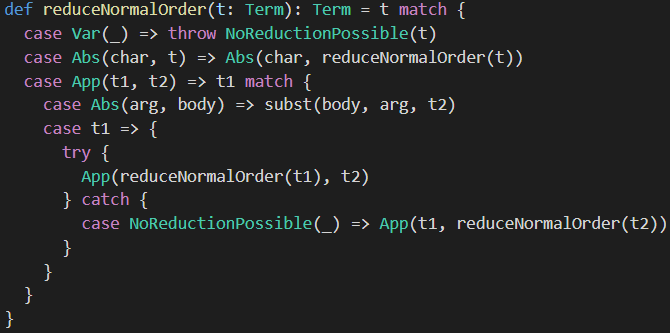 def reduceNormalOrder(t: Term): Term = t match {
  case Var(_) => throw NoReductionPossible(t)
  case Abs(char, t) => Abs(char, reduceNormalOrder(t))
  case App(t1, t2) => t1 match {
    case Abs(arg, body) => subst(body, arg, t2)
    case t1 => {
      try {
        App(reduceNormalOrder(t1), t2)
      } catch {
        case NoReductionPossible(_) => App(t1, reduceNormalOrder(t2))
      }
    }
  }
}